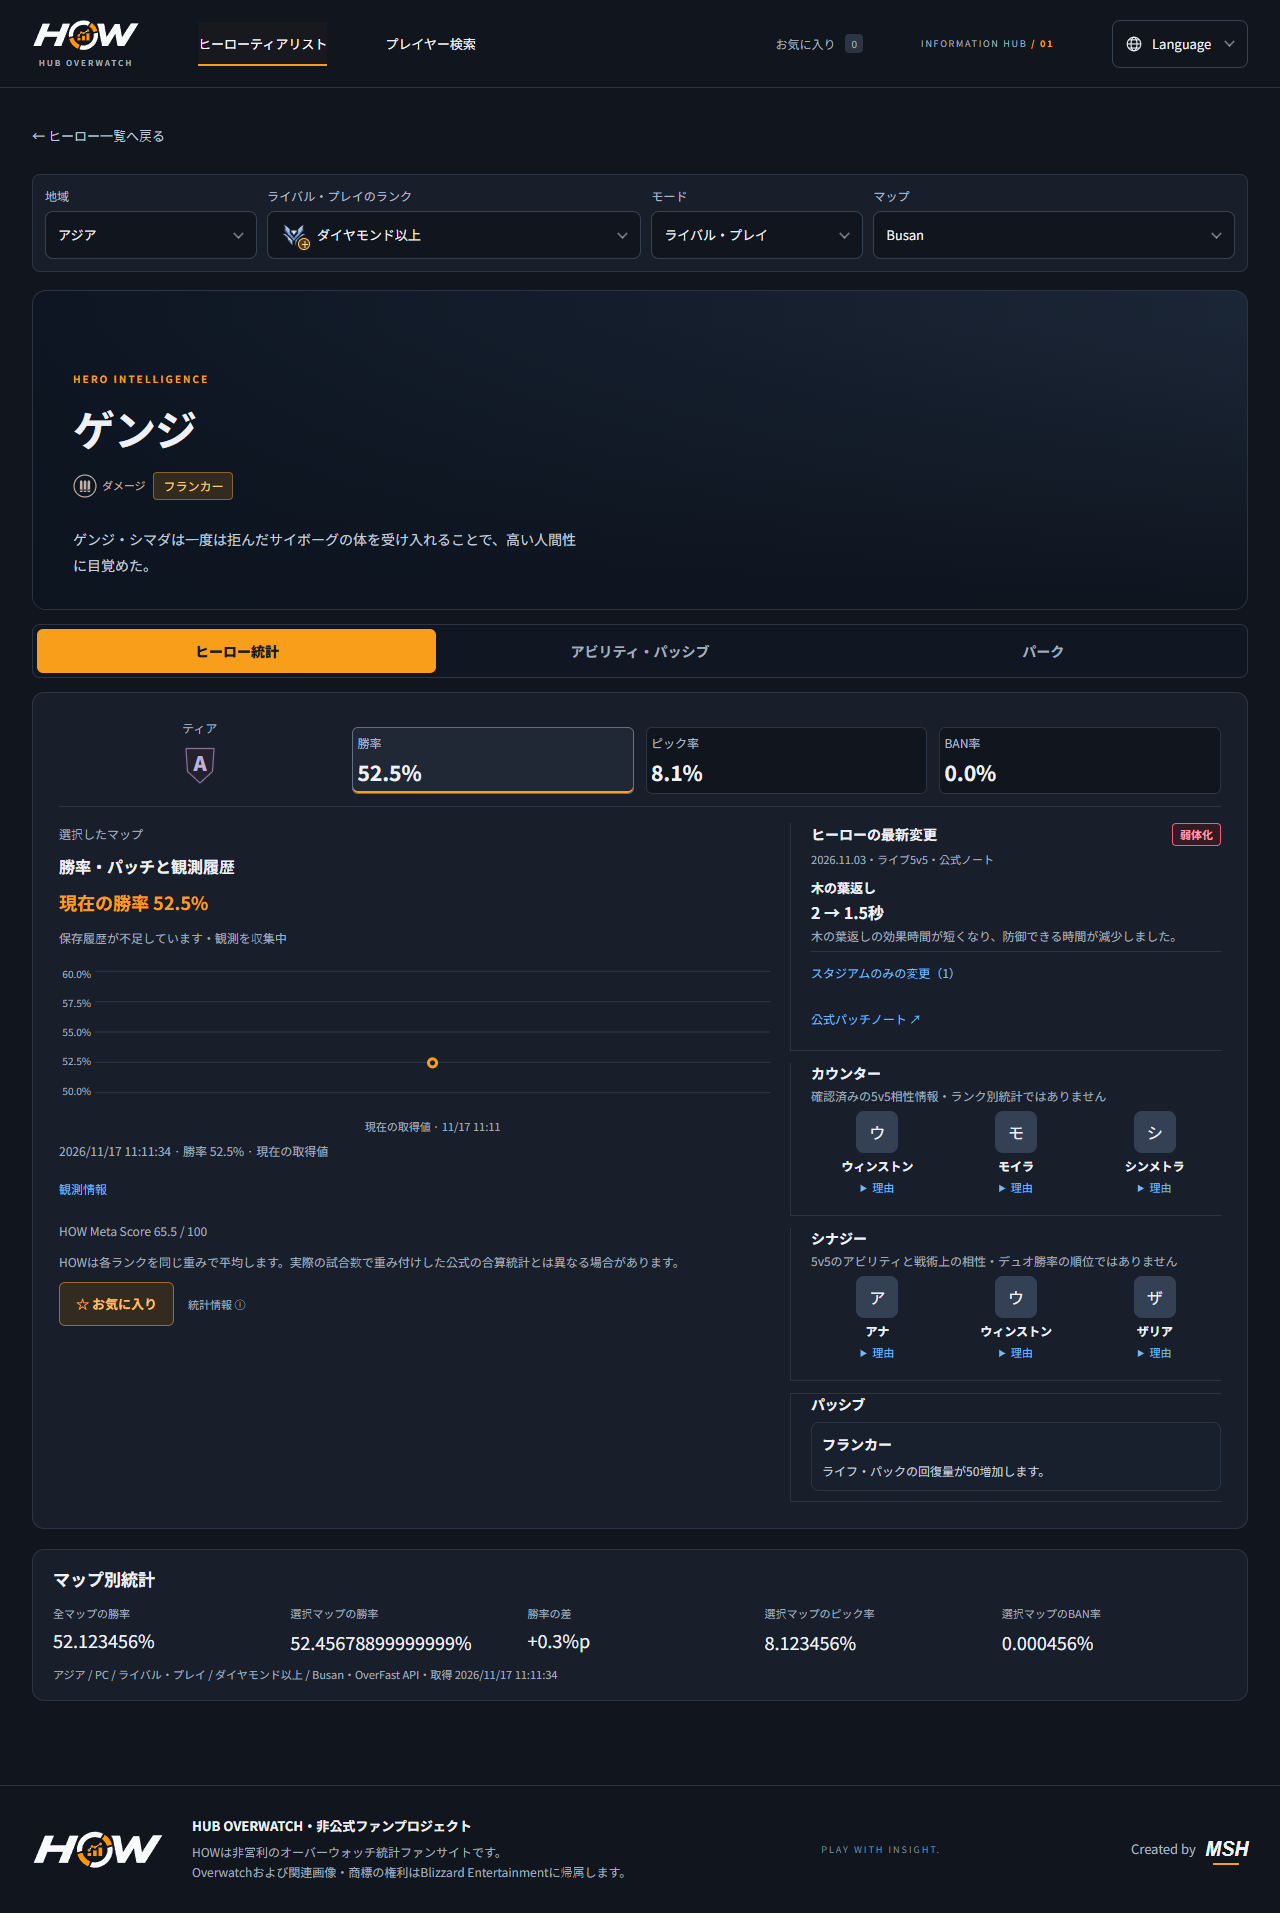 HOW
HUB OVERWATCH
ヒーローティアリスト
プレイヤー検索
お気に入り 0
INFORMATION HUB / 01
Language
← ヒーロー一覧へ戻る
地域
ライバル・プレイのランク
モード
マップ
アジア
ダイヤモンド以上
ライバル・プレイ
Busan
HERO INTELLIGENCE
ゲンジ
ダメージ
フランカー
ゲンジ・シマダは一度は拒んだサイボーグの体を受け入れることで、高い人間性
に目覚めた。
ヒーロー統計
アビリティ・パッシブ
パーク
ティア
A
勝率
52.5%
ピック率
8.1%
BAN率
0.0%
選択したマップ
勝率・パッチと観測履歴
現在の勝率 52.5%
保存履歴が不足しています・観測を収集中
60.0%
57.5%
55.0%
52.5%
50.0%
現在の取得値 · 11/17 11:11
2026/11/17 11:11:34 · 勝率 52.5% · 現在の取得値
観測情報
HOW Meta Score 65.5 / 100
HOWは各ランクを同じ重みで平均します。実際の試合数で重み付けした公式の合算統計とは異なる場合があります。
☆ お気に入り
統計情報 ⓘ
ヒーローの最新変更
弱体化
2026.11.03・ライブ5v5・公式ノート
木の葉返し
2 → 1.5秒
木の葉返しの効果時間が短くなり、防御できる時間が減少しました。
スタジアムのみの変更（1）
公式パッチノート ↗
カウンター
確認済みの5v5相性情報・ランク別統計ではありません
ウ
モ
シ
ウィンストン
モイラ
シンメトラ
▶ 理由
▶ 理由
▶ 理由
シナジー
5v5のアビリティと戦術上の相性・デュオ勝率の順位ではありません
ア
ウ
ザ
アナ
ウィンストン
ザリア
▶ 理由
▶ 理由
▶ 理由
パッシブ
フランカー
ライフ・パックの回復量が50増加します。
マップ別統計
全マップの勝率
選択マップの勝率
勝率の差
選択マップのピック率
選択マップのBAN率
52.123456%
52.45678899999999%
+0.3%p
8.123456%
0.000456%
アジア / PC / ライバル・プレイ / ダイヤモンド以上 / Busan・OverFast API・取得 2026/11/17 11:11:34
HOW
HUB OVERWATCH・非公式ファンプロジェクト
HOWは非営利のオーバーウォッチ統計ファンサイトです。
Overwatchおよび関連画像・商標の権利はBlizzard Entertainmentに帰属します。
PLAY WITH INSIGHT.
Created by MSH